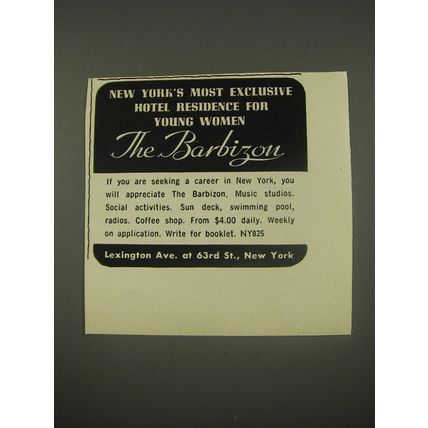 NEW YORK'S MOST EXCLUSIVE
HOTEL RESIDENCE FOR
YOUNG WOMEN
The Barbizon
If you are seeking a career in New York, you
will appreciate The Barbizon. Music studios.
Social activities. Sun deck, swimming pool,
radios. Coffee shop. From $4.00 daily. Weekly
on application. Write for booklet. NY825
Lexington Ave. at 63rd St., New York